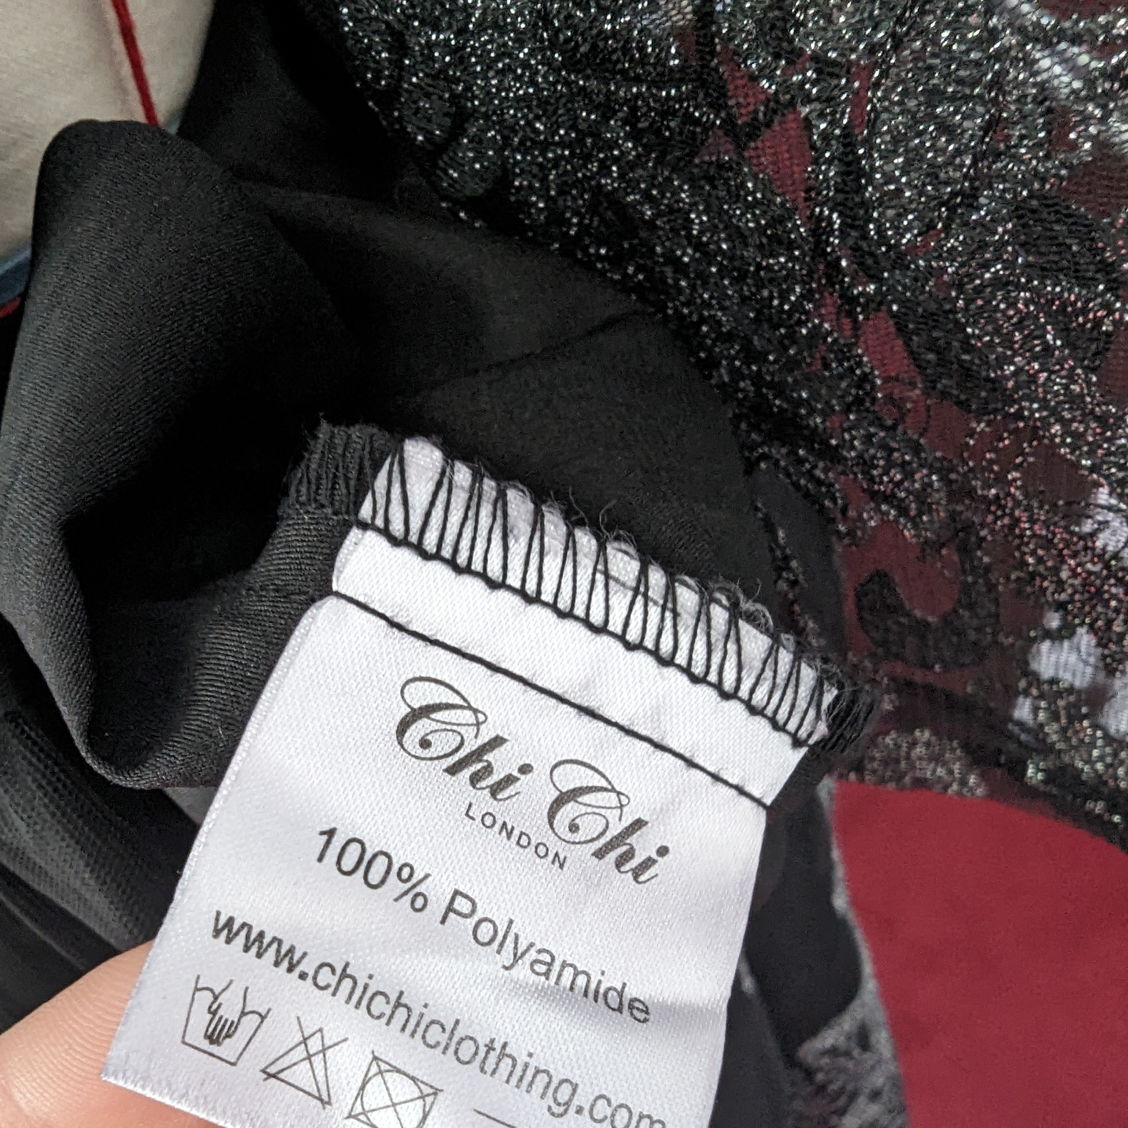 Chi Chi
LONDON
100% Polyamide
www.chichiclothing.com